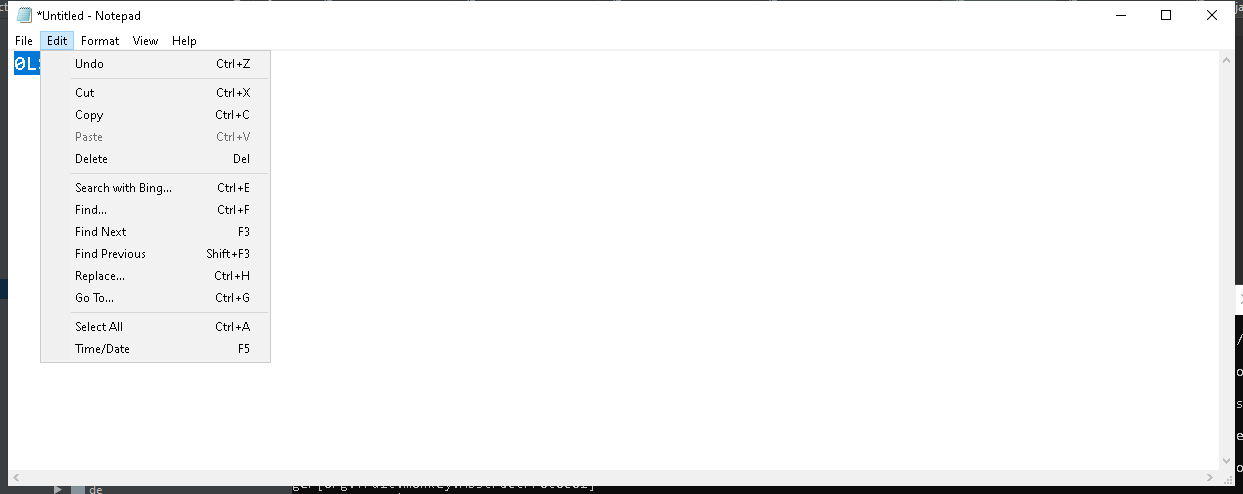 *Untitled - Notepad
File Edit Format View Help
Undo Ctrl+Z
Cut Ctrl+X
Copy Ctrl+C
Paste Ctrl+V
Delete Del
Search with Bing... Ctrl+E
Find... Ctrl+F
Find Next F3
Find Previous Shift+F3
Replace... Ctrl+H
Go To... Ctrl+G
Select All Ctrl+A
Time/Date F5
de